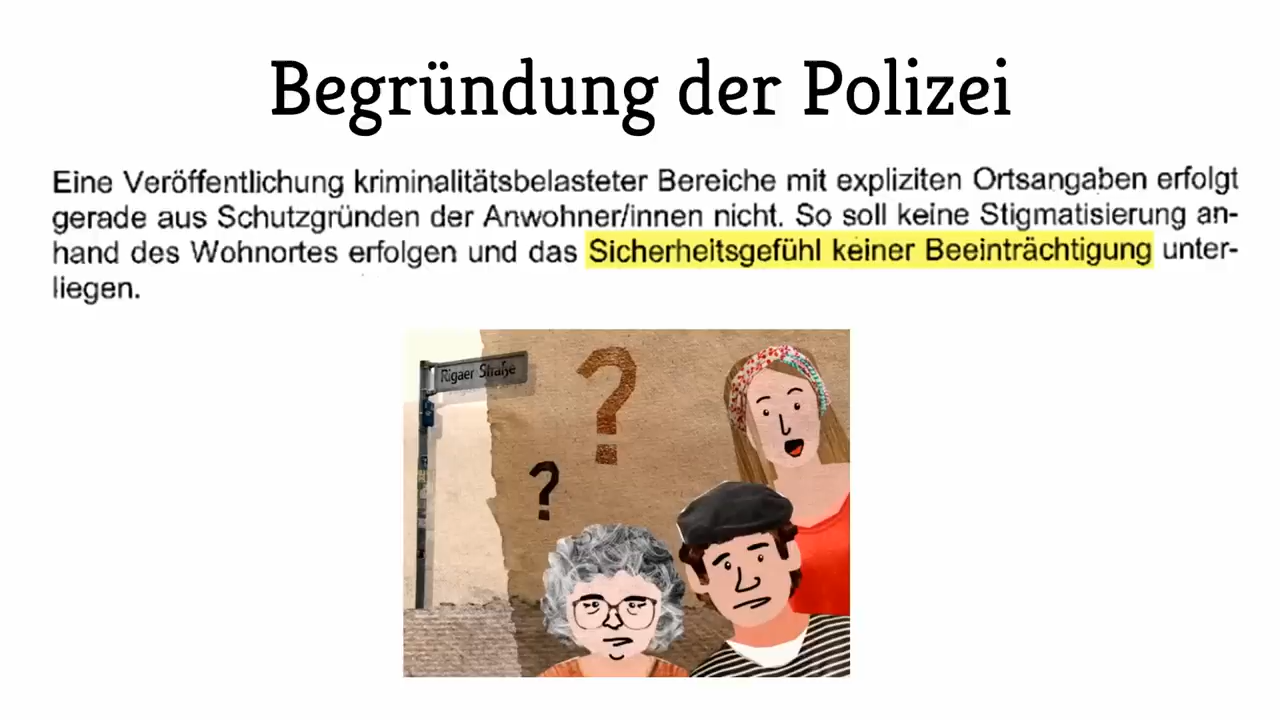 Begründung der Polizei
Eine Veröffentlichung kriminalitätsbelasteter Bereiche mit expliziten Ortsangaben erfolgt
gerade aus Schutzgründen der Anwohner/innen nicht. So soll keine Stigmatisierung an-
hand des Wohnortes erfolgen und das Sicherheitsgefühl keiner Beeinträchtigung unter-
liegen.
Rigaer Straße
?
?